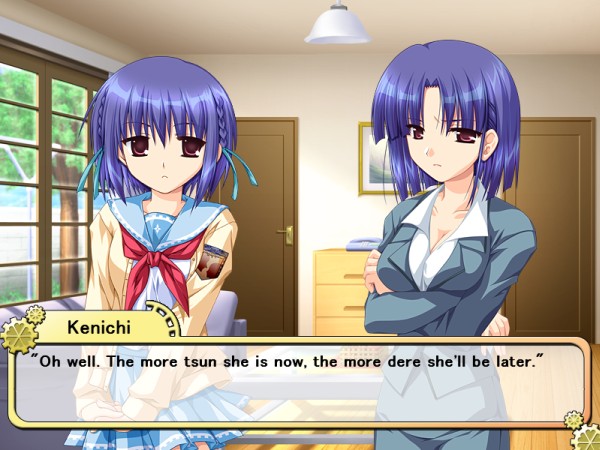 Kenichi
"Oh well. The more tsun she is now, the more dere she'll be later."